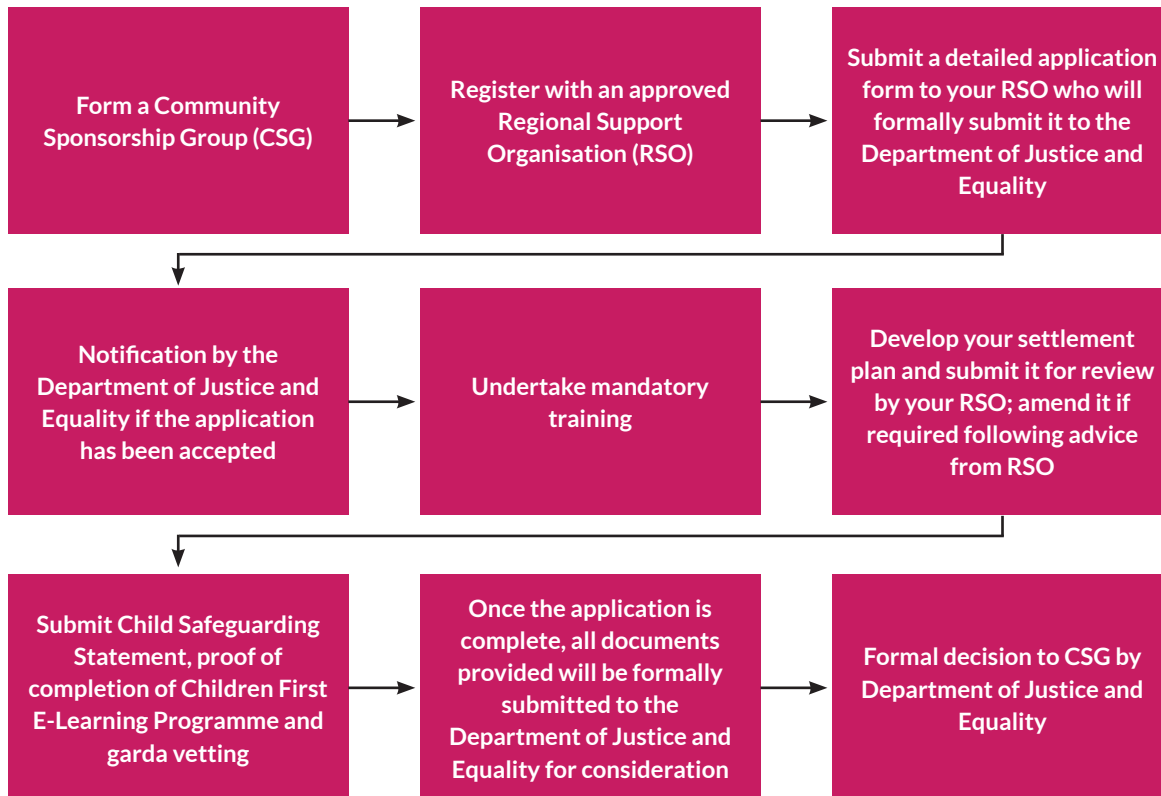 Form a Community
Sponsorship Group (CSG)
Register with an approved
Regional Support
Organisation (RSO)
Submit a detailed application
form to your RSO who will
formally submit it to the
Department of Justice and
Equality
Notification by the
Department of Justice and
Equality if the application
has been accepted
Undertake mandatory
training
Develop your settlement
plan and submit it for review
by your RSO; amend it if
required following advice
from RSO
Submit Child Safeguarding
Statement, proof of
completion of Children First
E-Learning Programme and
garda vetting
Once the application is
complete, all documents
provided will be formally
submitted to the
Department of Justice and
Equality for consideration
Formal decision to CSG by
Department of Justice and
Equality